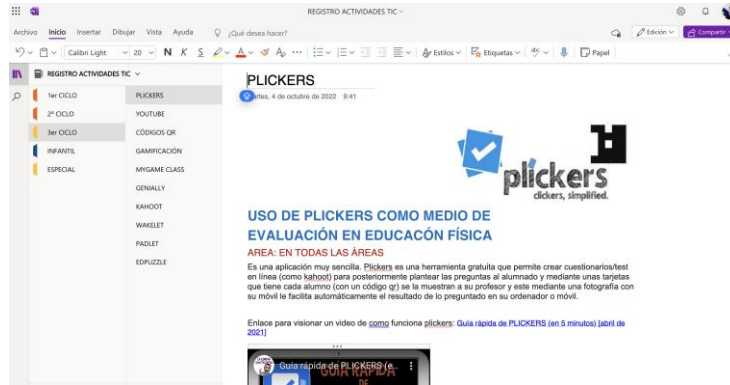 REGISTRO ACTIVIDADES TIC
Archivo Inicio Insertar Dibujar Vista Ayuda ¿Qué desea hacer? Edición Compartir
Calibri Light 20 N K S A Estilos Etiquetas Papel
REGISTRO ACTIVIDADES TIC
1er CICLO
2º CICLO
3er CICLO
INFANTIL
ESPECIAL
PLICKERS
YOUTUBE
CÓDIGOS QR
GAMIFICACIÓN
MYGAME CLASS
GENIALLY
KAHOOT
WAKELET
PADLET
EDPUZZLE
PLICKERS
martes, 4 de octubre de 2022 9:41
plickers
clickers, simplified.
USO DE PLICKERS COMO MEDIO DE
EVALUACIÓN EN EDUCACÓN FÍSICA
AREA: EN TODAS LAS ÁREAS
Es una aplicación muy sencilla. Plickers es una herramienta gratuita que permite crear cuestionarios/test
en línea (como kahoot) para posteriormente plantear las preguntas al alumnado y mediante unas tarjetas
que tiene cada alumno (con un código qr) se la muestran a su profesor y este mediante una fotografía con
su móvil le facilita automáticamente el resultado de lo preguntado en su ordenador o móvil.
Enlace para visionar un video de como funciona plickers: Guía rápida de PLICKERS (en 5 minutos) [abril de
2021]
Guía rápida de PLICKERS (e...
GUÍA RÁPIDA
DE